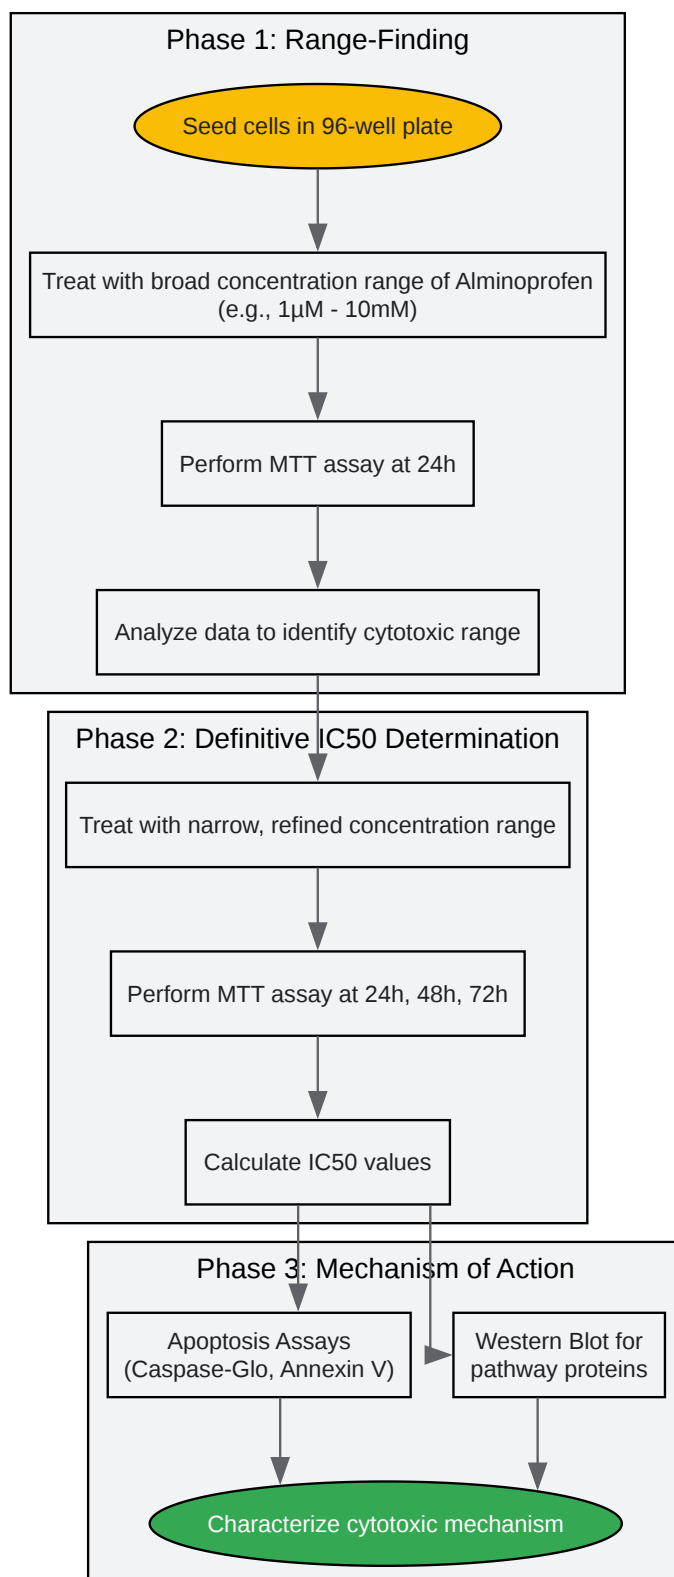 Phase 1: Range-Finding
Seed cells in 96-well plate
Treat with broad concentration range of Alminoprofen
(e.g., 1µM - 10mM)
Perform MTT assay at 24h
Analyze data to identify cytotoxic range
Phase 2: Definitive IC50 Determination
Treat with narrow, refined concentration range
Perform MTT assay at 24h, 48h, 72h
Calculate IC50 values
Phase 3: Mechanism of Action
Apoptosis Assays
(Caspase-Glo, Annexin V)
Western Blot for
pathway proteins
Characterize cytotoxic mechanism